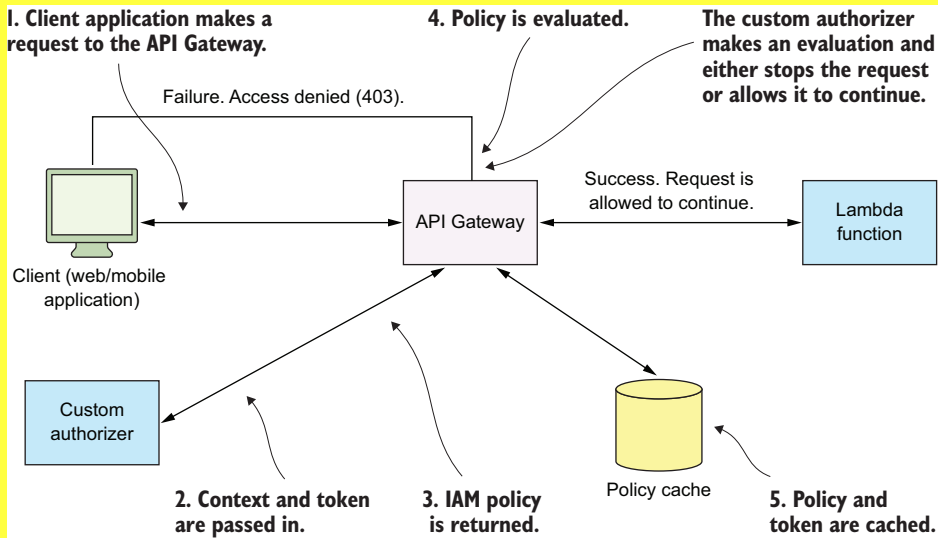 1. Client application makes a
request to the API Gateway.
4. Policy is evaluated.
The custom authorizer
makes an evaluation and
either stops the request
or allows it to continue.
Failure. Access denied (403).
Success. Request is
allowed to continue.
API Gateway
Lambda
function
Client (web/mobile
application)
Custom
authorizer
Policy cache
2. Context and token
are passed in.
3. IAM policy
is returned.
5. Policy and
token are cached.